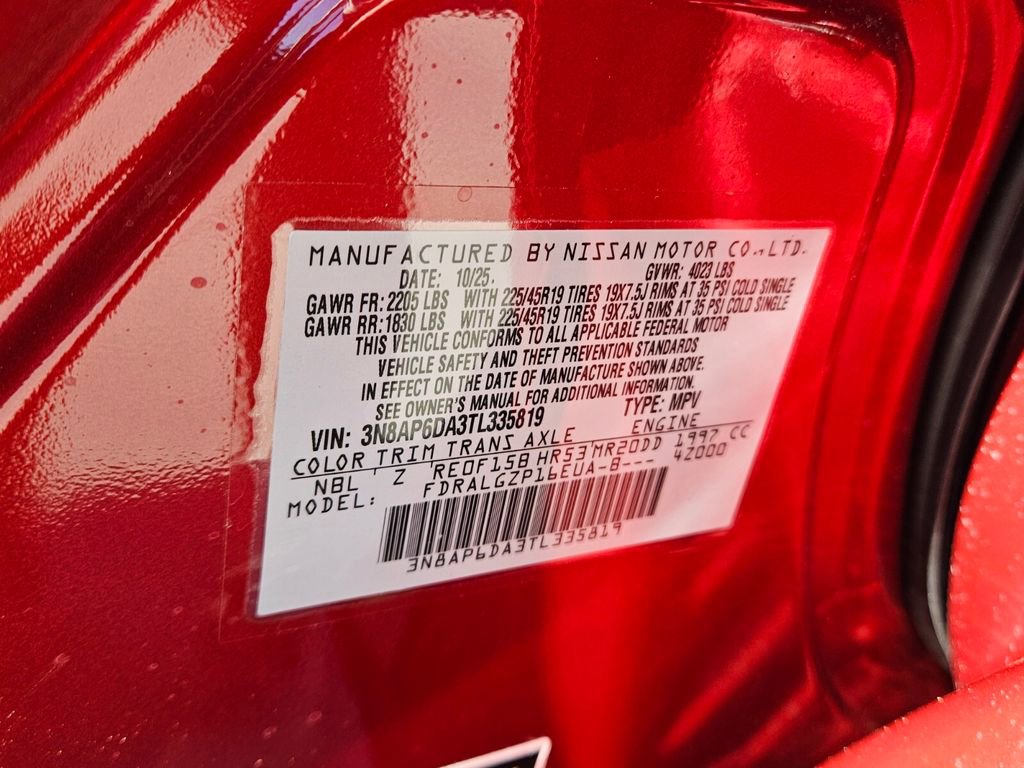 MANUFACTURED BY NISSAN MOTOR CO., LTD.
DATE: 10/25. GVWR: 4023 LBS
GAWR FR: 2205 LBS WITH 225/45R19 TIRES 19X7.5J RIMS AT 35 PSI COLD SINGLE
GAWR RR: 1830 LBS WITH 225/45R19 TIRES 19X7.5J RIMS AT 35 PSI COLD SINGLE
THIS VEHICLE CONFORMS TO ALL APPLICABLE FEDERAL MOTOR
VEHICLE SAFETY AND THEFT PREVENTION STANDARDS
IN EFFECT ON THE DATE OF MANUFACTURE SHOWN ABOVE.
SEE OWNER'S MANUAL FOR ADDITIONAL INFORMATION.
VIN: 3N8AP6DA3TL335819 TYPE: MPV
COLOR TRIM TRANS AXLE ENGINE
NBL ' Z 'RE0F15B HR53'MR20DD 1997 CC
MODEL: FDRALGZP16EUA-B--- 4Z000
3N8AP6DA3TL335819